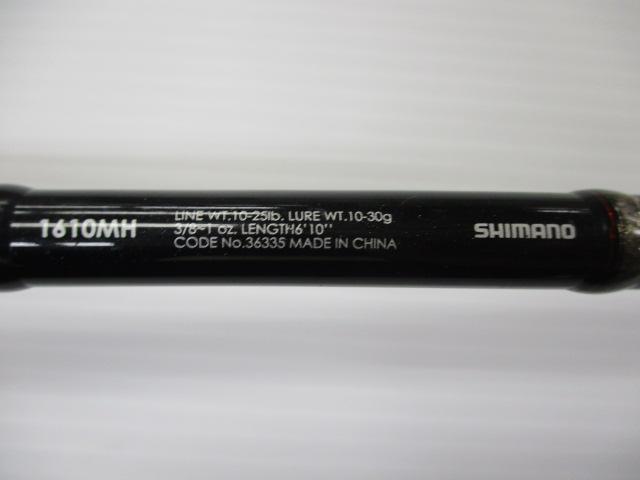 1610MH
LINE WT.10-25lb. LURE WT.10-30g
3/8~1 oz. LENGTH6'10''
CODE No.36335 MADE IN CHINA
SHIMANO